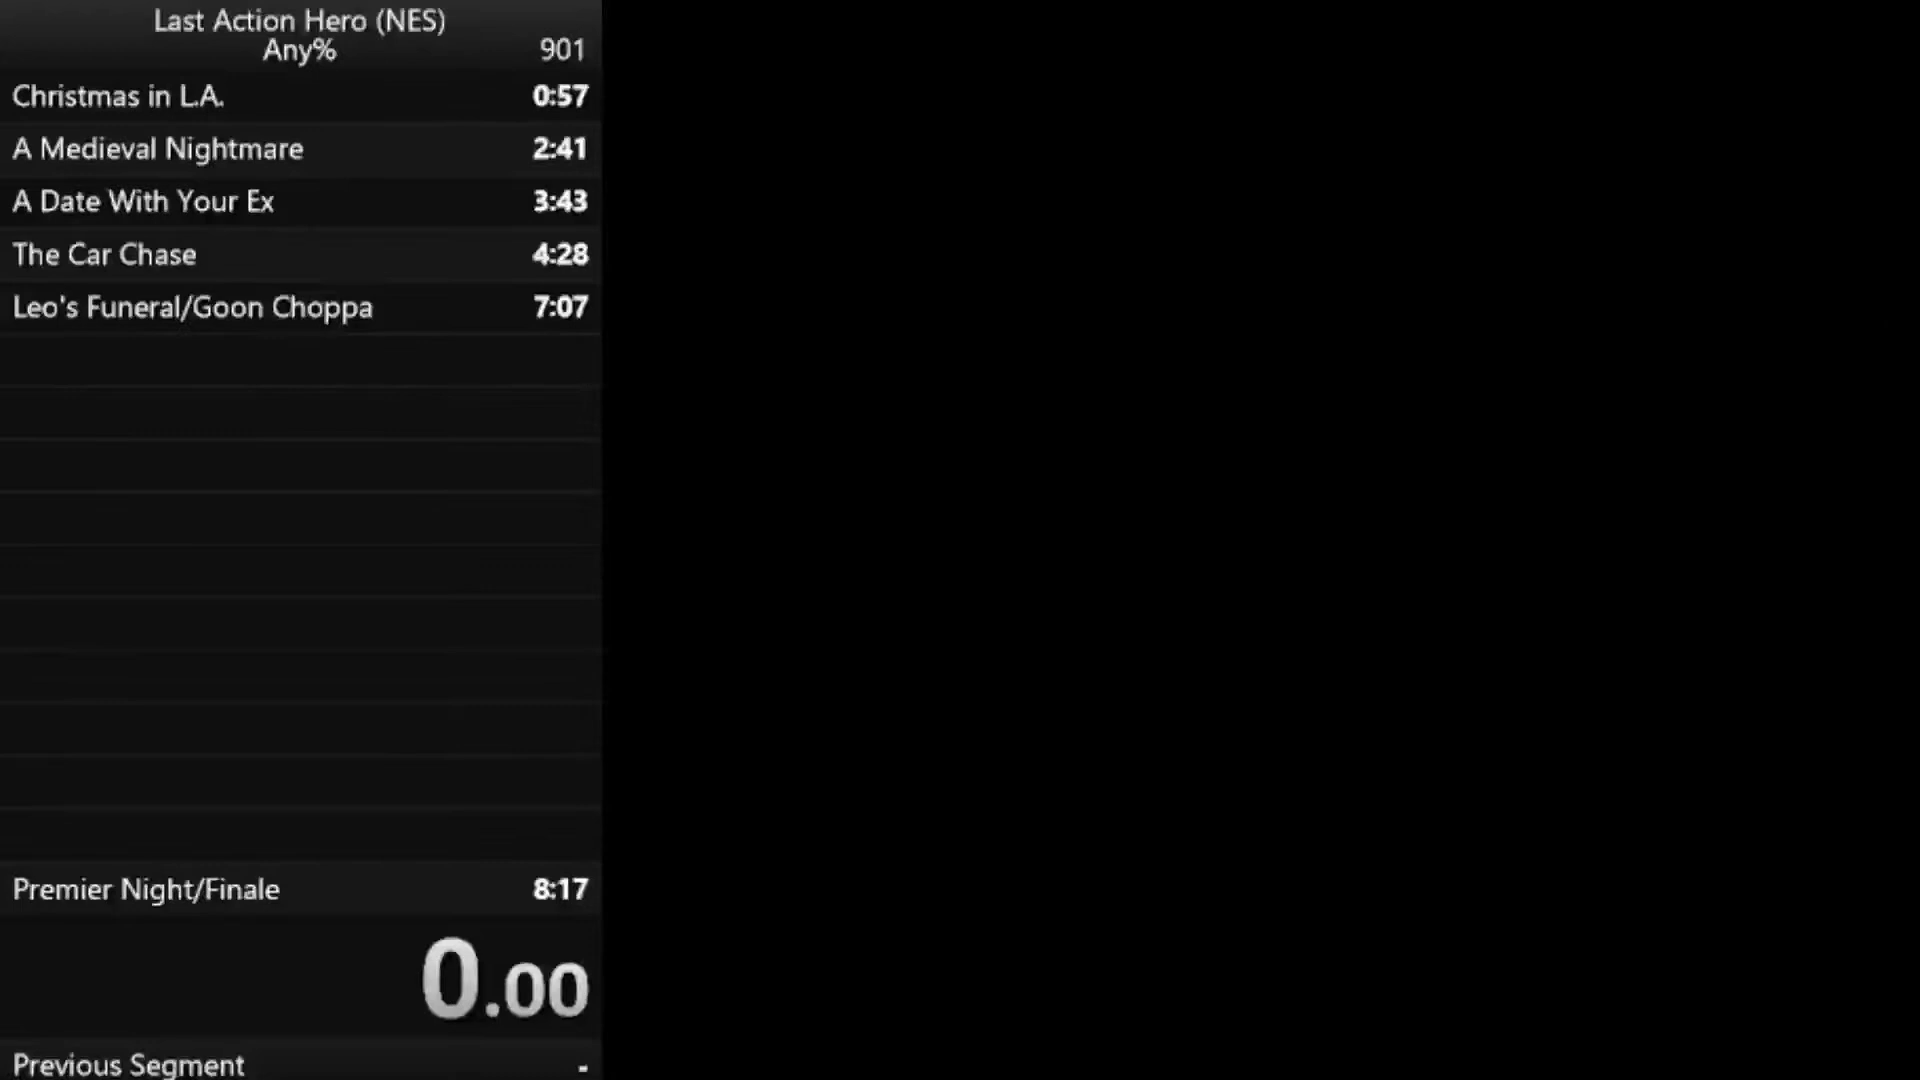 Last Action Hero (NES)
Any% 901
Christmas in L.A. 0:57
A Medieval Nightmare 2:41
A Date With Your Ex 3:43
The Car Chase 4:28
Leo's Funeral/Goon Choppa 7:07
Premier Night/Finale 8:17
0.00
Previous Segment -